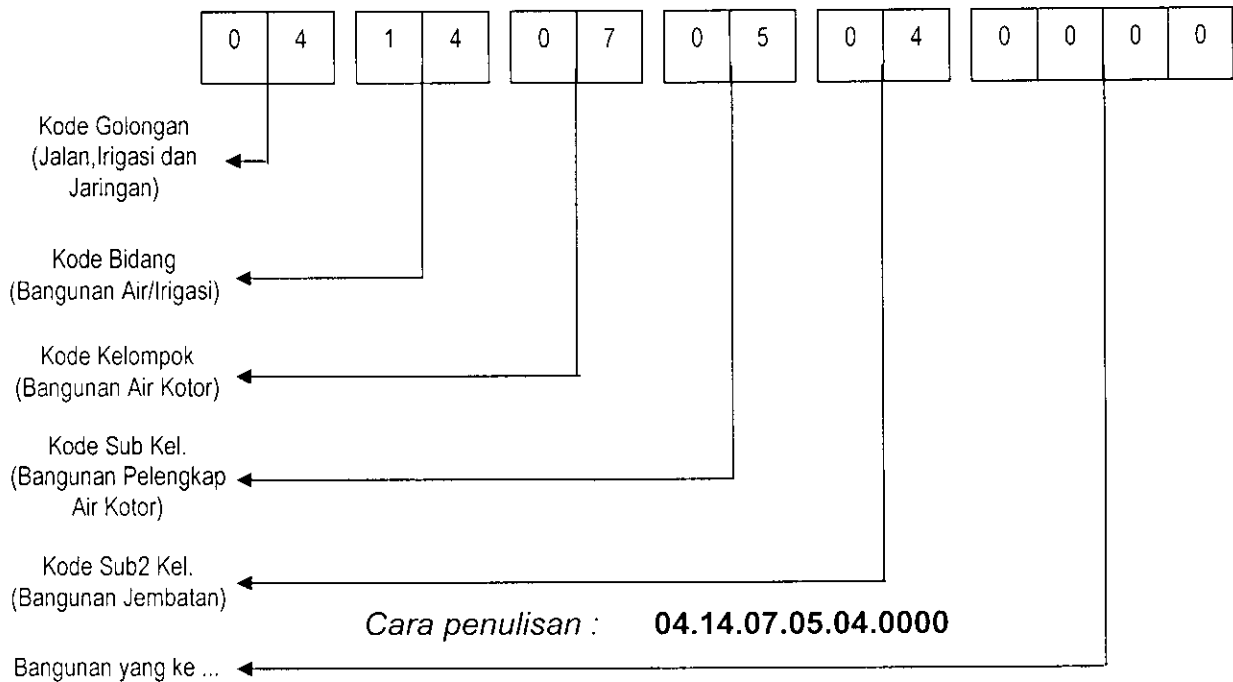 0 4 1 4 0 7 0 5 0 4 0 0 0 0
Kode Golongan
(Jalan,Irigasi dan
Jaringan)
Kode Bidang
(Bangunan Air/Irigasi)
Kode Kelompok
(Bangunan Air Kotor)
Kode Sub Kel.
(Bangunan Pelengkap
Air Kotor)
Kode Sub2 Kel.
(Bangunan Jembatan)
Cara penulisan : 04.14.07.05.04.0000
Bangunan yang ke ...